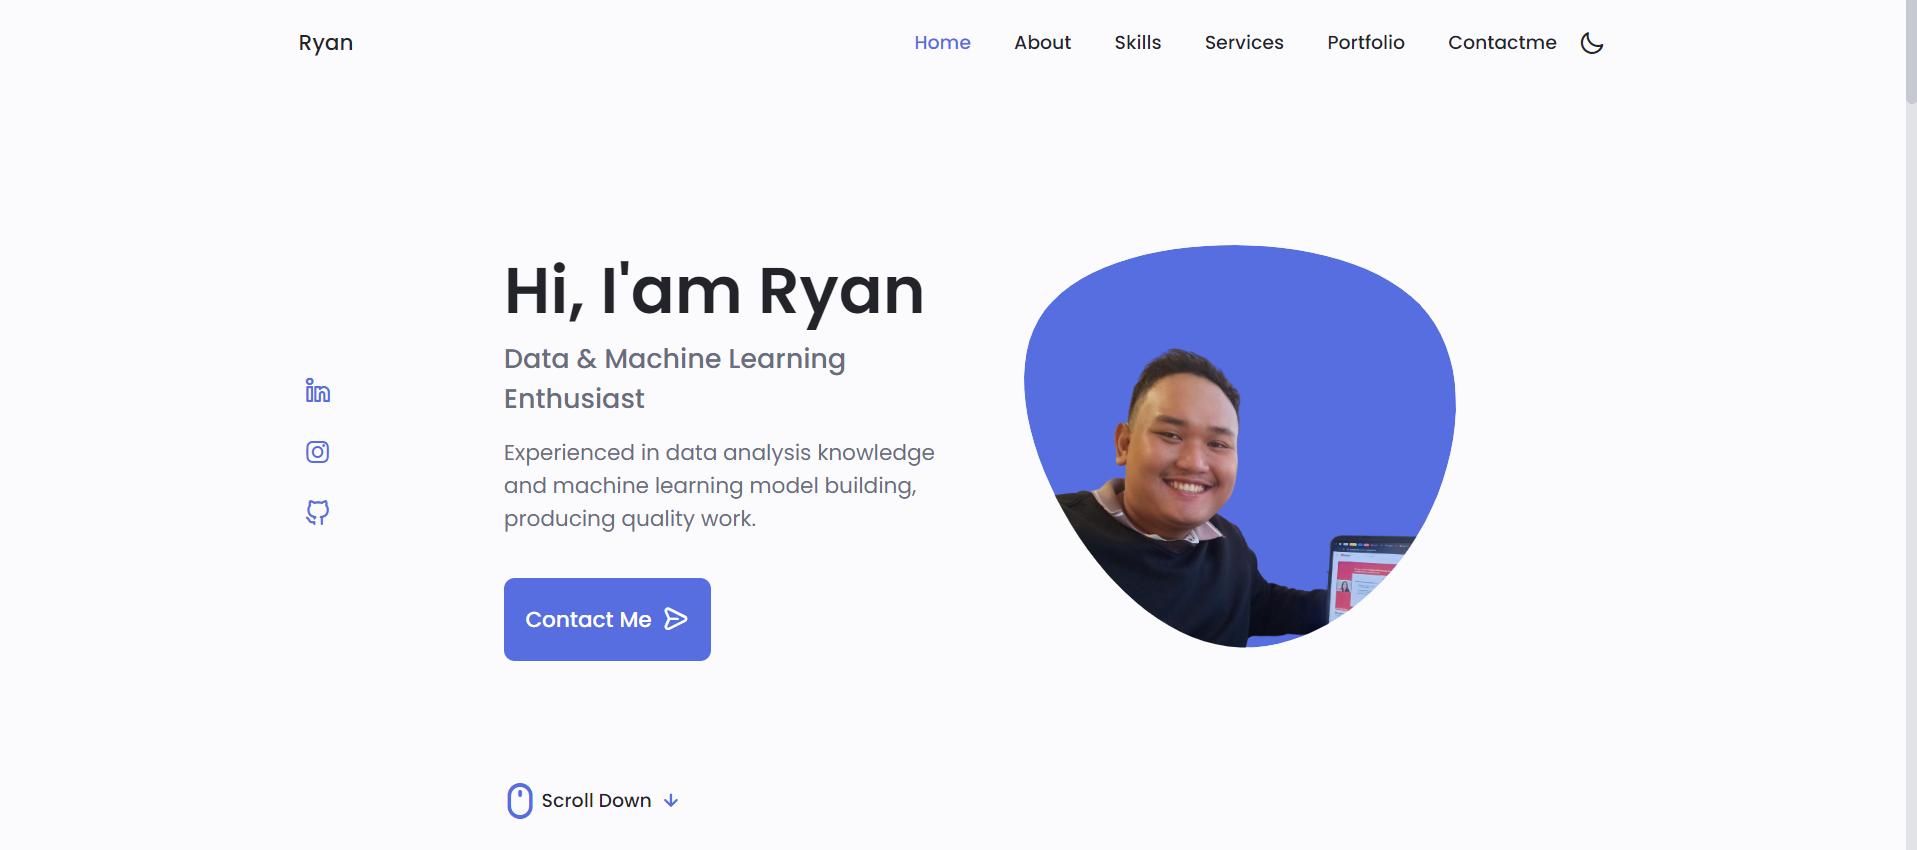 Ryan
Home About Skills Services Portfolio Contactme
Hi, I'am Ryan
Data & Machine Learning
Enthusiast
Experienced in data analysis knowledge
and machine learning model building,
producing quality work.
Contact Me
Scroll Down